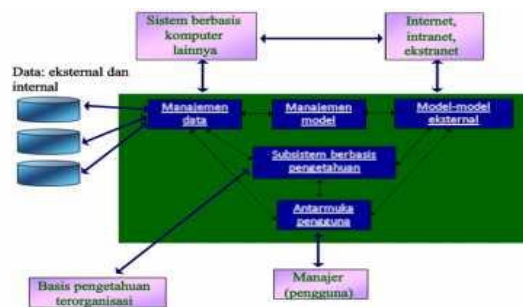 Sistem berbasis
komputer
lainnya
Internet,
intranet,
ekstranet
Data: eksternal dan
internal
Manajemen
data
Manajemen
model
Model-model
eksternal
Subsistem berbasis
pengetahuan
Antarmuka
pengguna
Basis pengetahuan
terorganisasi
Manajer
(pengguna)